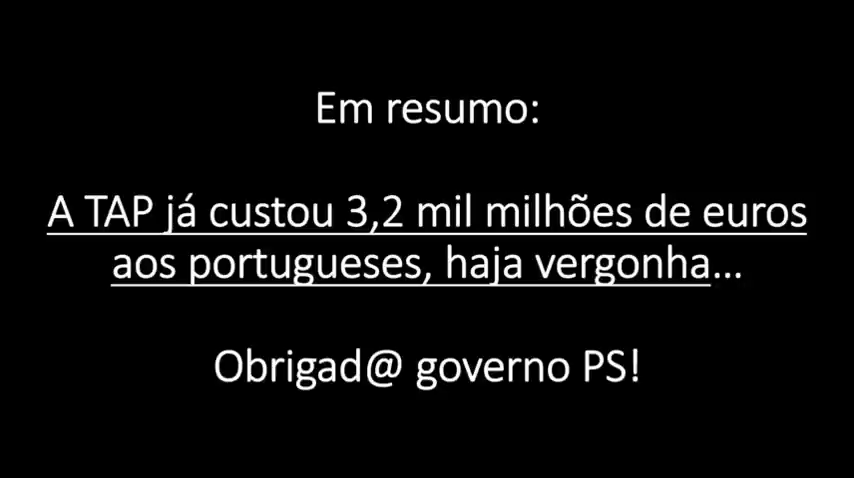 Em resumo:
A TAP já custou 3,2 mil milhões de euros
aos portugueses, haja vergonha...
Obrigad@ governo PS!